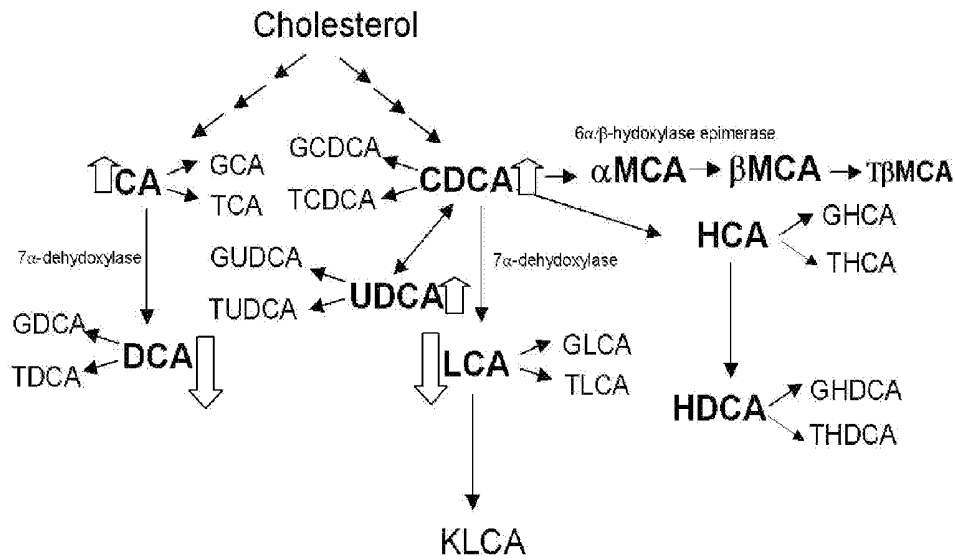 Cholesterol
6α/β-hydoxylase epimerase
GCDCA
GCA
CA
CDCA
αMCA
βMCA
TβMCA
TCA
TCDCA
GHCA
HCA
THCA
7α-dehydoxylase
GUDCA
7α-dehydoxylase
UDCA
TUDCA
GDCA
DCA
TDCA
GLCA
LCA
TLCA
GHDCA
HDCA
THDCA
KLCA